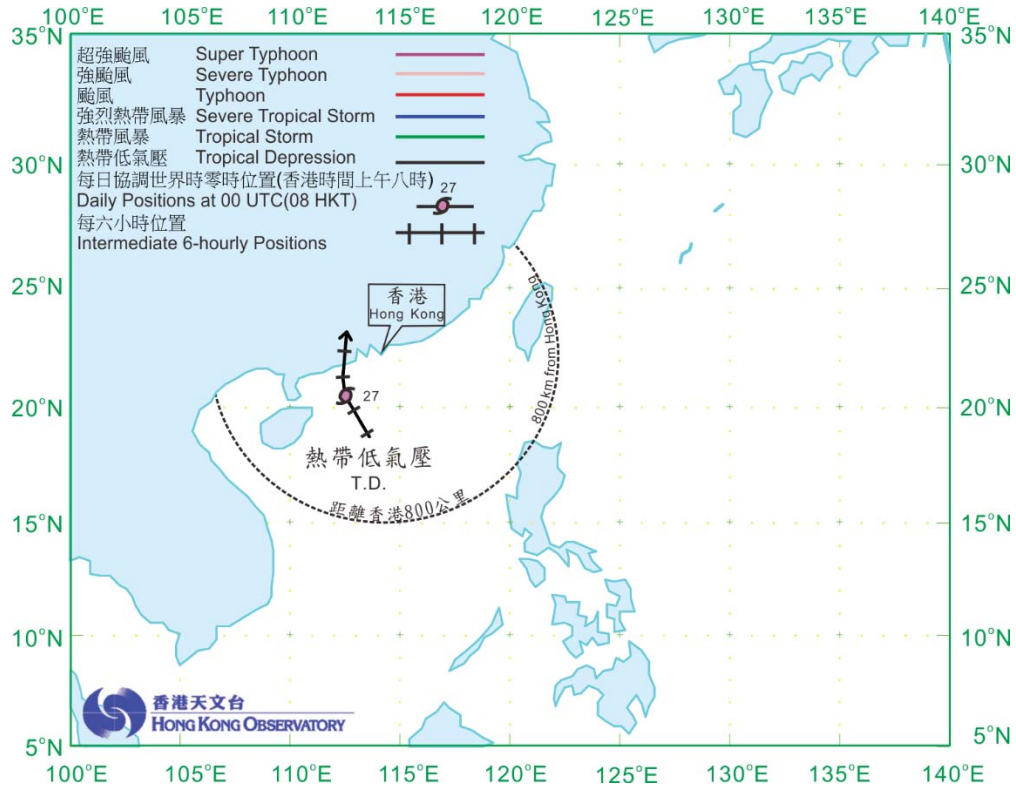 100°E 105°E 110°E 115°E 120°E 125°E 130°E 135°E 140°E
35°N 35°N
超強颱風 Super Typhoon
強颱風 Severe Typhoon
颱風 Typhoon
強烈熱帶風暴 Severe Tropical Storm
熱帶風暴 Tropical Storm
熱帶低氣壓 Tropical Depression
30°N 30°N
每日協調世界時零時位置(香港時間上午八時)
27
Daily Positions at 00 UTC(08 HKT)
每六小時位置
Intermediate 6-hourly Positions
25°N 25°N
香港
Hong Kong
800 km from Hong Kong
27
20°N 20°N
熱帶低氣壓
T.D.
距離香港800公里
15°N 15°N
10°N 10°N
香港天文台
HONG KONG OBSERVATORY
5°N 5°N
100°E 105°E 110°E 115°E 120°E 125°E 130°E 135°E 140°E